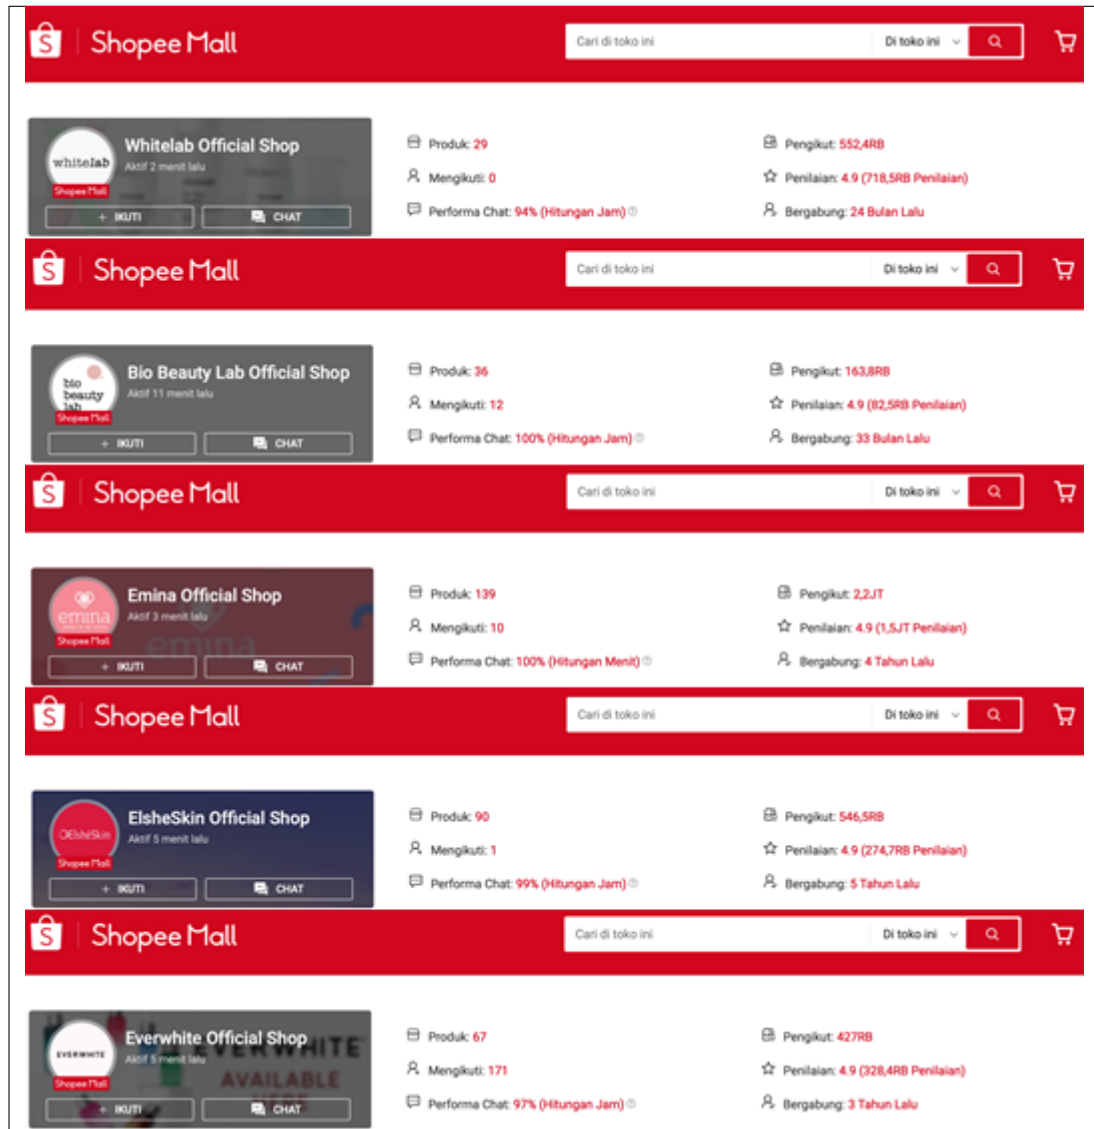 Shopee Mall
Cari di toko ini
Di toko ini
whitelab
Shopee Mall
Whitelab Official Shop
Aktif 2 menit lalu
+ IKUTI
CHAT
Produk: 29
Mengikuti: 0
Performa Chat: 94% (Hitungan Jam)
Pengikut: 552,4RB
Penilaian: 4.9 (718,5RB Penilaian)
Bergabung: 24 Bulan Lalu
Shopee Mall
Cari di toko ini
Di toko ini
bio
beauty
lab
Shopee Mall
Bio Beauty Lab Official Shop
Aktif 11 menit lalu
+ IKUTI
CHAT
Produk: 36
Mengikuti: 12
Performa Chat: 100% (Hitungan Jam)
Pengikut: 163,8RB
Penilaian: 4.9 (82,5RB Penilaian)
Bergabung: 33 Bulan Lalu
Shopee Mall
Cari di toko ini
Di toko ini
emina
Shopee Mall
Emina Official Shop
Aktif 3 menit lalu
emina
+ IKUTI
CHAT
Produk: 139
Mengikuti: 10
Performa Chat: 100% (Hitungan Menit)
Pengikut: 2,2JT
Penilaian: 4.9 (1,5JT Penilaian)
Bergabung: 4 Tahun Lalu
Shopee Mall
Cari di toko ini
Di toko ini
ElsheSkin
Shopee Mall
ElsheSkin Official Shop
Aktif 5 menit lalu
+ IKUTI
CHAT
Produk: 90
Mengikuti: 1
Performa Chat: 99% (Hitungan Jam)
Pengikut: 546,5RB
Penilaian: 4.9 (274,7RB Penilaian)
Bergabung: 5 Tahun Lalu
Shopee Mall
Cari di toko ini
Di toko ini
EVERWHITE
Shopee Mall
Everwhite Official Shop
Aktif 5 menit lalu
EVERWHITE
AVAILABLE
HERE
+ IKUTI
CHAT
Produk: 67
Mengikuti: 171
Performa Chat: 97% (Hitungan Jam)
Pengikut: 427RB
Penilaian: 4.9 (328,4RB Penilaian)
Bergabung: 3 Tahun Lalu